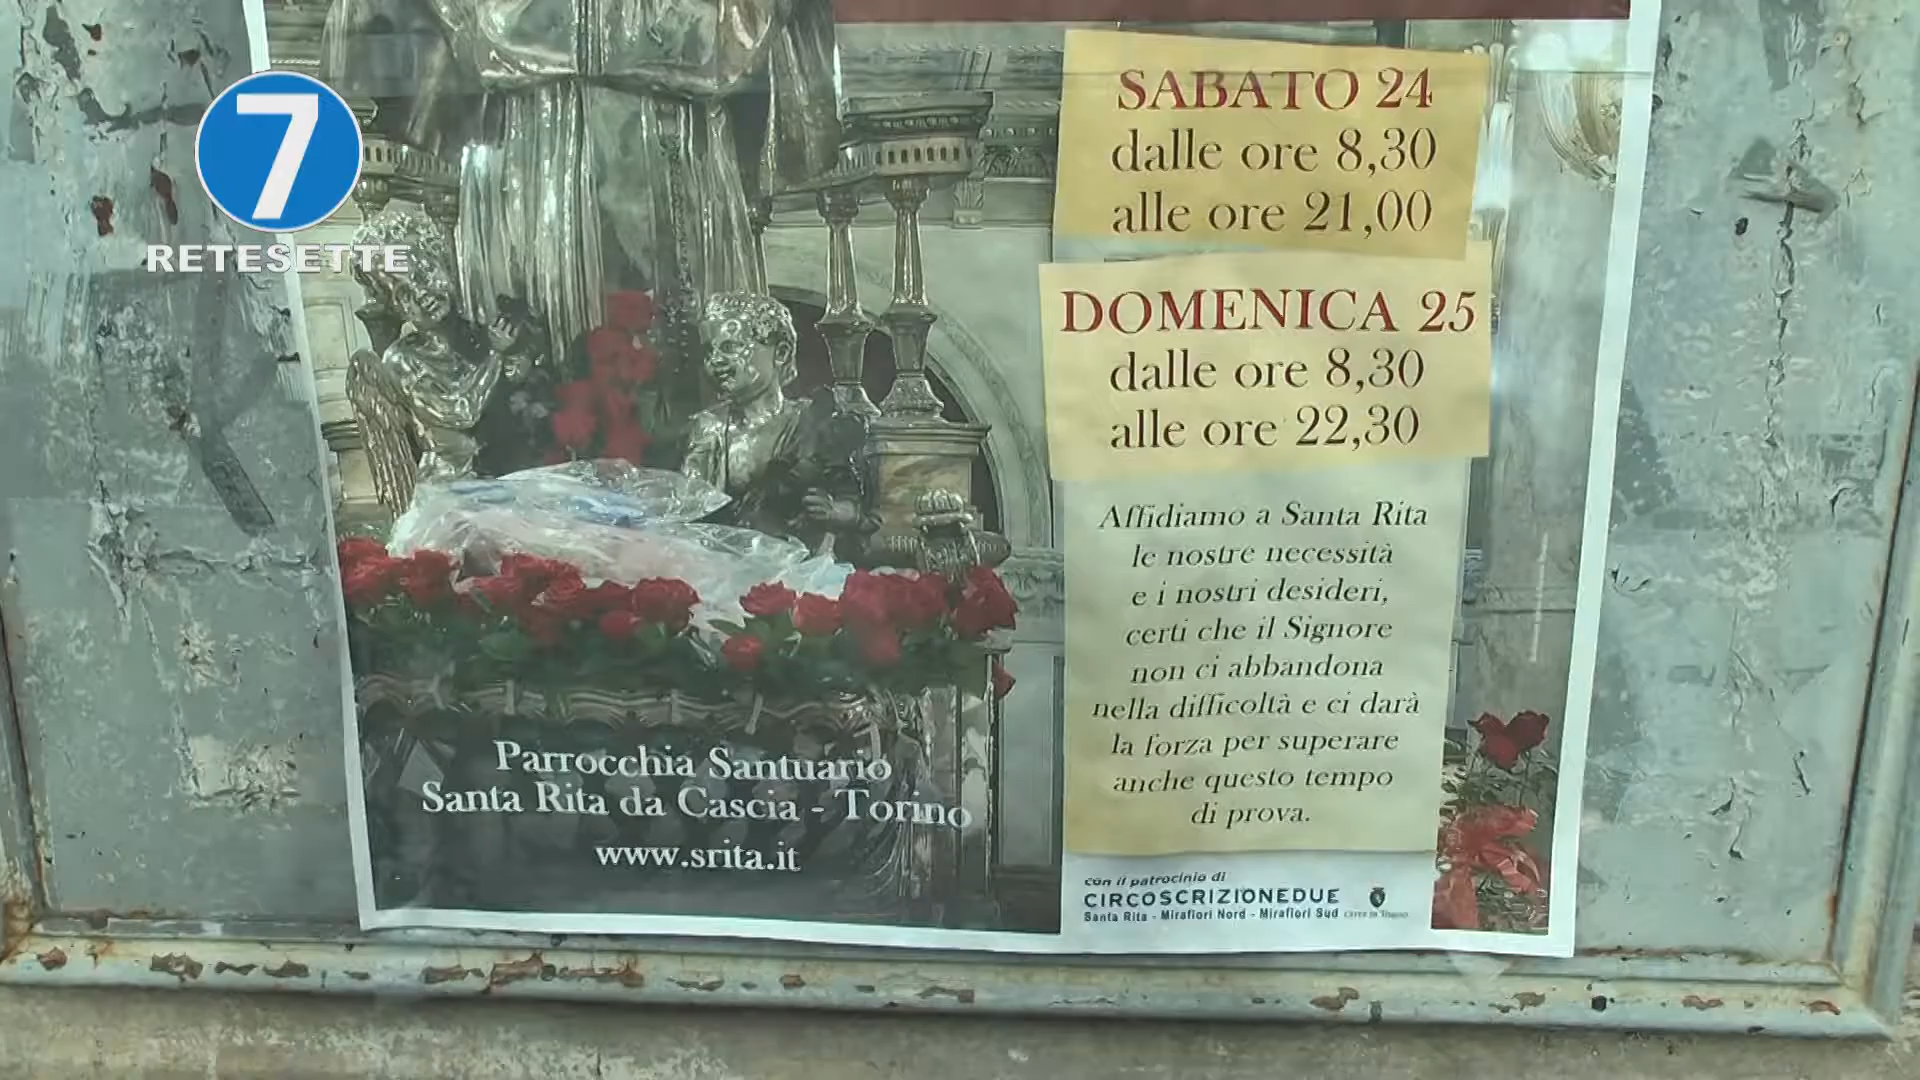 7
RETESETTE
SABATO 24
dalle ore 8,30
alle ore 21,00
DOMENICA 25
dalle ore 8,30
alle ore 22,30
Affidiamo a Santa Rita
le nostre necessità
e i nostri desideri,
certi che il Signore
non ci abbandona
nella difficoltà e ci darà
la forza per superare
anche questo tempo
di prova.
Parrocchia Santuario
Santa Rita da Cascia - Torino
www.srita.it
con il patrocinio di
CIRCOSCRIZIONEDUE
Santa Rita - Mirafiori Nord - Mirafiori Sud